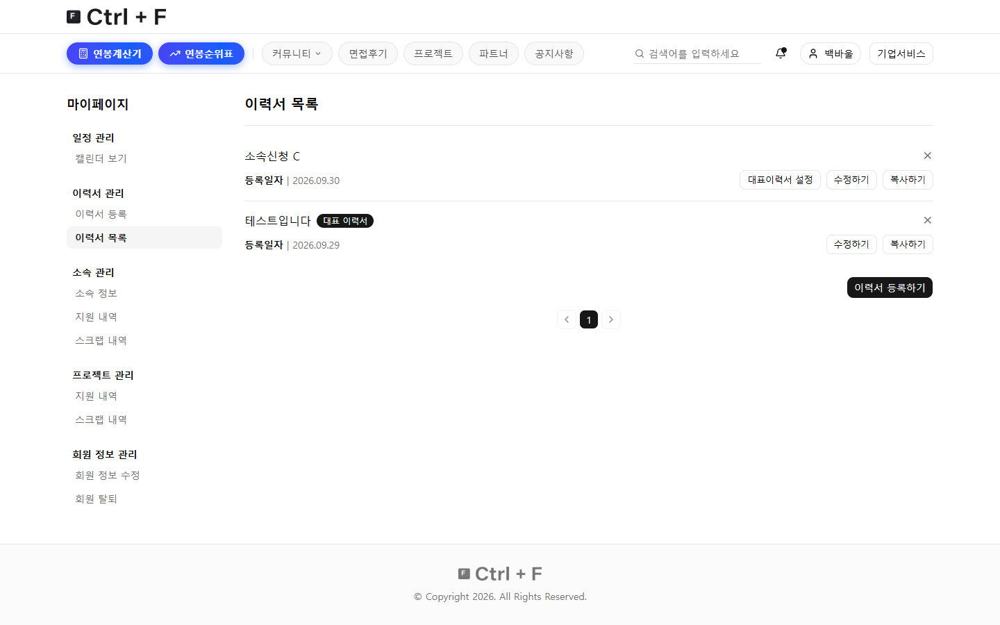 F Ctrl + F
연봉계산기 연봉순위표 커뮤니티 면접후기 프로젝트 파트너 공지사항 검색어를 입력하세요 백바울 기업서비스
마이페이지
일정 관리
캘린더 보기
이력서 관리
이력서 등록
이력서 목록
소속 관리
소속 정보
지원 내역
스크랩 내역
프로젝트 관리
지원 내역
스크랩 내역
회원 정보 관리
회원 정보 수정
회원 탈퇴
이력서 목록
소속신청 C
등록일자 | 2026.09.30 대표이력서 설정 수정하기 복사하기
테스트입니다 대표 이력서
등록일자 | 2026.09.29 수정하기 복사하기
이력서 등록하기
1
F Ctrl + F
© Copyright 2026. All Rights Reserved.